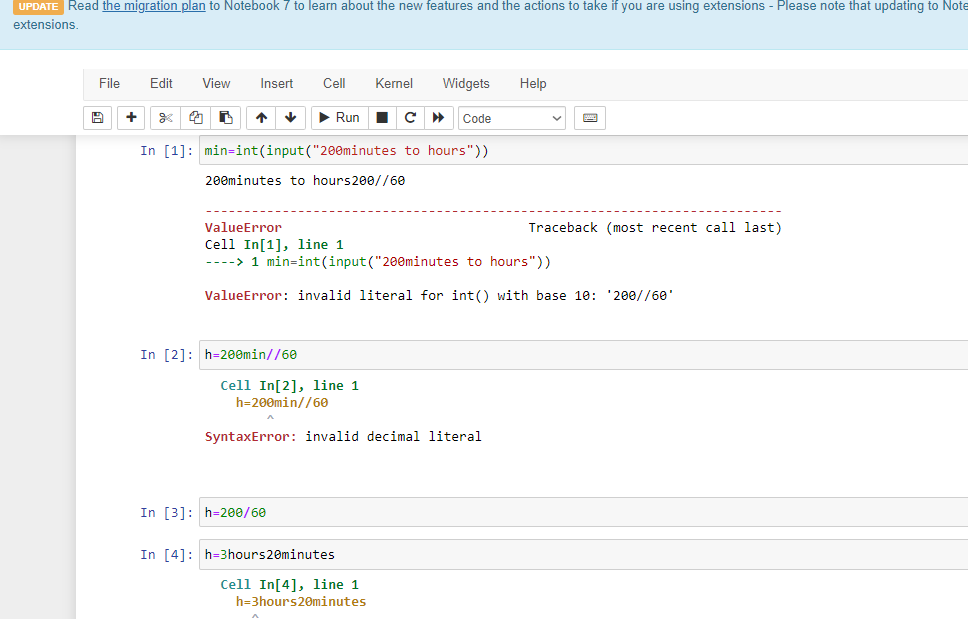 UPDATE Read the migration plan to Notebook 7 to learn about the new features and the actions to take if you are using extensions - Please note that updating to Note
extensions.
File Edit View Insert Cell Kernel Widgets Help
Run Code
In [1]: min=int(input("200minutes to hours"))
200minutes to hours200//60
---------------------------------------------------------------------------
ValueError Traceback (most recent call last)
Cell In[1], line 1
----> 1 min=int(input("200minutes to hours"))
ValueError: invalid literal for int() with base 10: '200//60'
In [2]: h=200min//60
Cell In[2], line 1
h=200min//60
^
SyntaxError: invalid decimal literal
In [3]: h=200/60
In [4]: h=3hours20minutes
Cell In[4], line 1
h=3hours20minutes
^